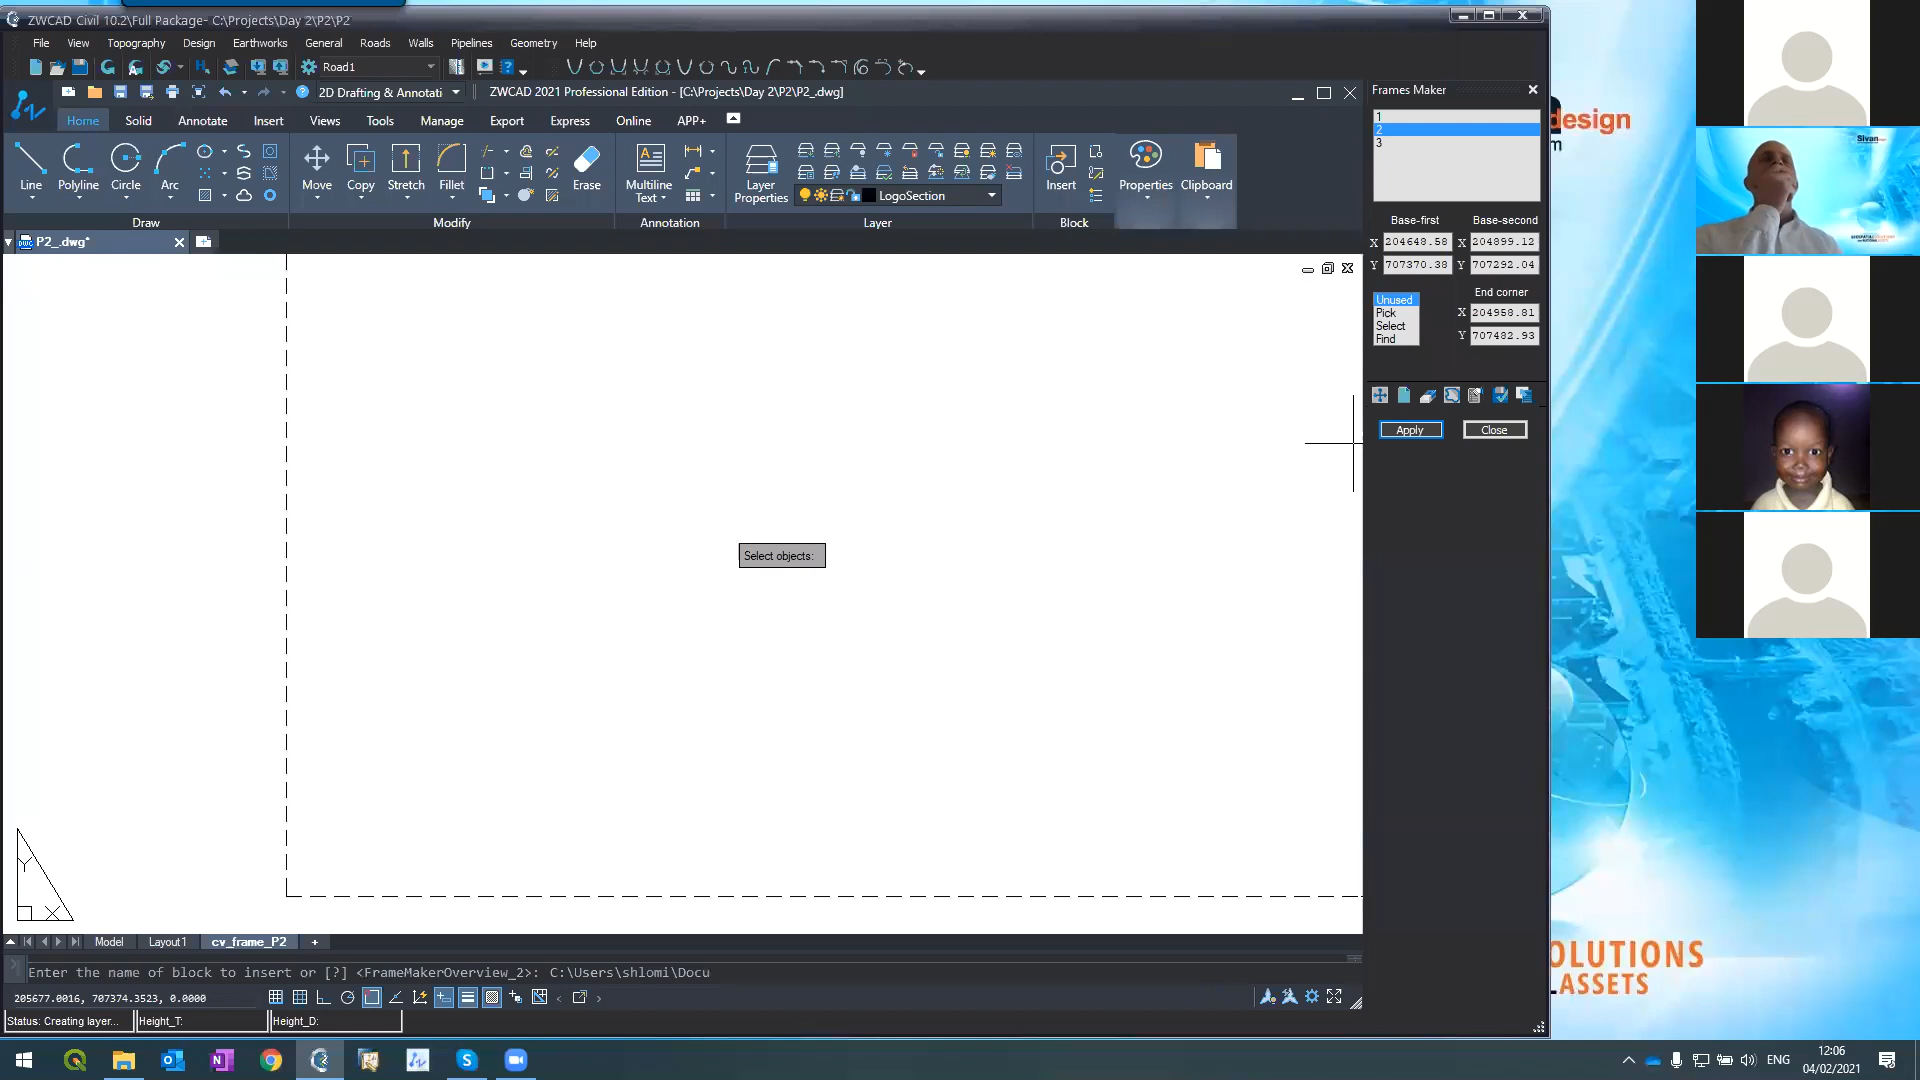 ZWCAD Civil 10.2\Full Package- C:\Projects\Day 2\P2\P2
File View Topography Design Earthworks General Roads Walls Pipelines Geometry Help
Road1
2D Drafting & Annotati
ZWCAD 2021 Professional Edition - [C:\Projects\Day 2\P2\P2_.dwg]
Home Solid Annotate Insert Views Tools Manage Export Express Online APP+
Line Polyline Circle Arc
Move Copy Stretch Fillet Erase
Multiline Text
Layer Properties
LogoSection
Insert
Properties Clipboard
Draw Modify Annotation Layer Block
P2_.dwg*
Select objects:
Y
X
Frames Maker
1
2
3
Base-first Base-second
X 204648.58 X 204899.12
Y 707370.38 Y 707292.04
Unused
Pick
Select
Find
End corner
X 204958.81
Y 707482.93
Apply Close
Model Layout1 cv_frame_P2 +
Enter the name of block to insert or [?] <FrameMakerOverview_2>: C:\Users\shlomi\Docu
205677.0016, 707374.3523, 0.0000
Status: Creating layer... Height_T: Height_D:
design
m
Sivan
OLUTIONS
ASSETS
ENG
12:06
04/02/2021